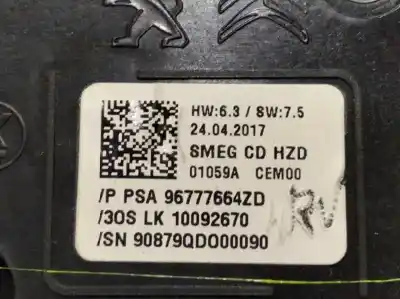 HW:6.3 / SW:7.5
24.04.2017
SMEG CD HZD
01059A CEM00
/P PSA 96777664ZD
/3OS LK 10092670
/SN 90879QDO00090